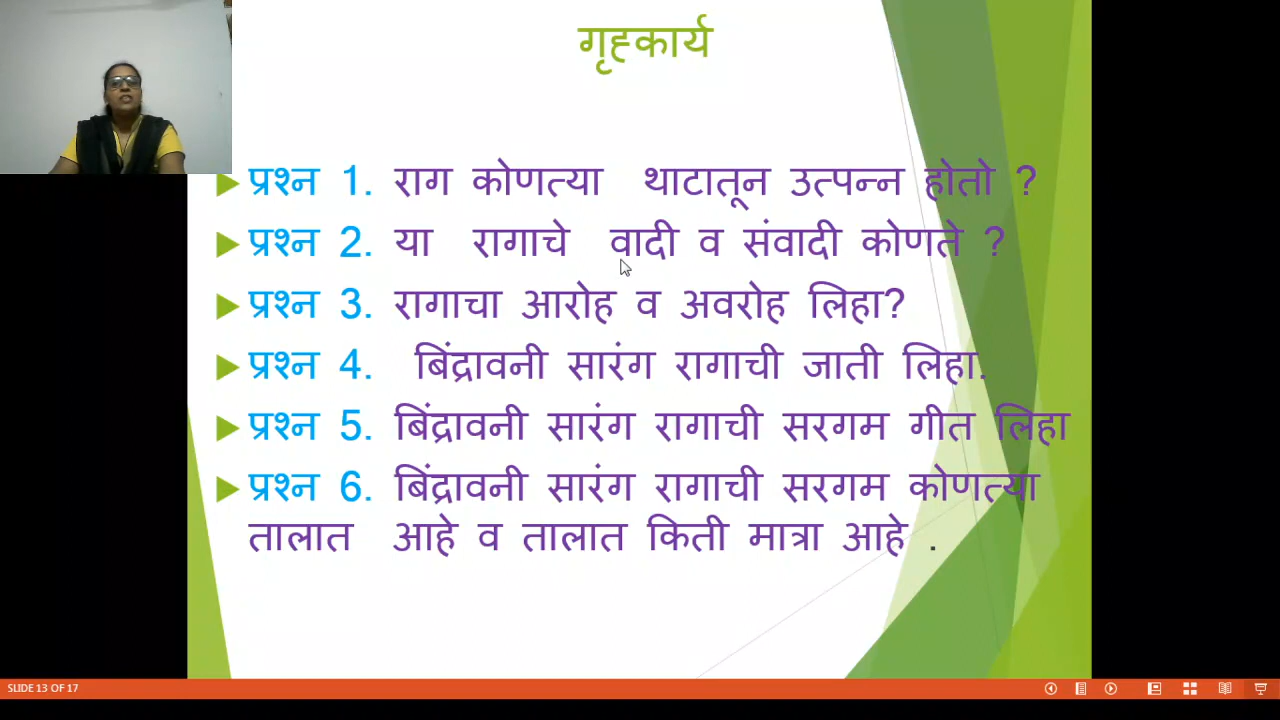 गृह्कार्य
प्रश्न 1. राग कोणत्या थाटातून उत्पन्न होतो ?
प्रश्न 2. या रागाचे वादी व संवादी कोणते ?
प्रश्न 3. रागाचा आरोह व अवरोह लिहा?
प्रश्न 4. बिंद्रावनी सारंग रागाची जाती लिहा.
प्रश्न 5. बिंद्रावनी सारंग रागाची सरगम गीत लिहा
प्रश्न 6. बिंद्रावनी सारंग रागाची सरगम कोणत्या
तालात आहे व तालात किती मात्रा आहे .
SLIDE 13 OF 17